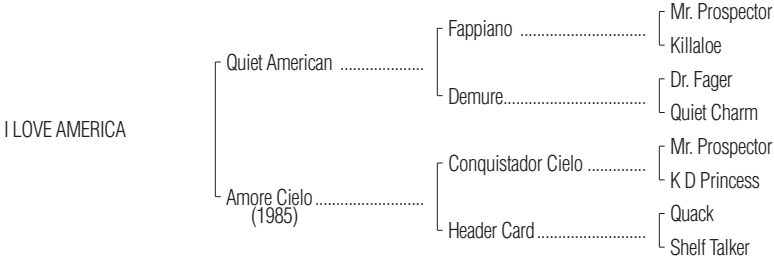 Mr. Prospector
Fappiano ..............................
Killaloe
Quiet American ....................
Dr. Fager
Demure..................................
Quiet Charm
I LOVE AMERICA
Mr. Prospector
Conquistador Cielo ..............
K D Princess
Amore Cielo..........................
(1985)
Quack
Header Card..........................
Shelf Talker